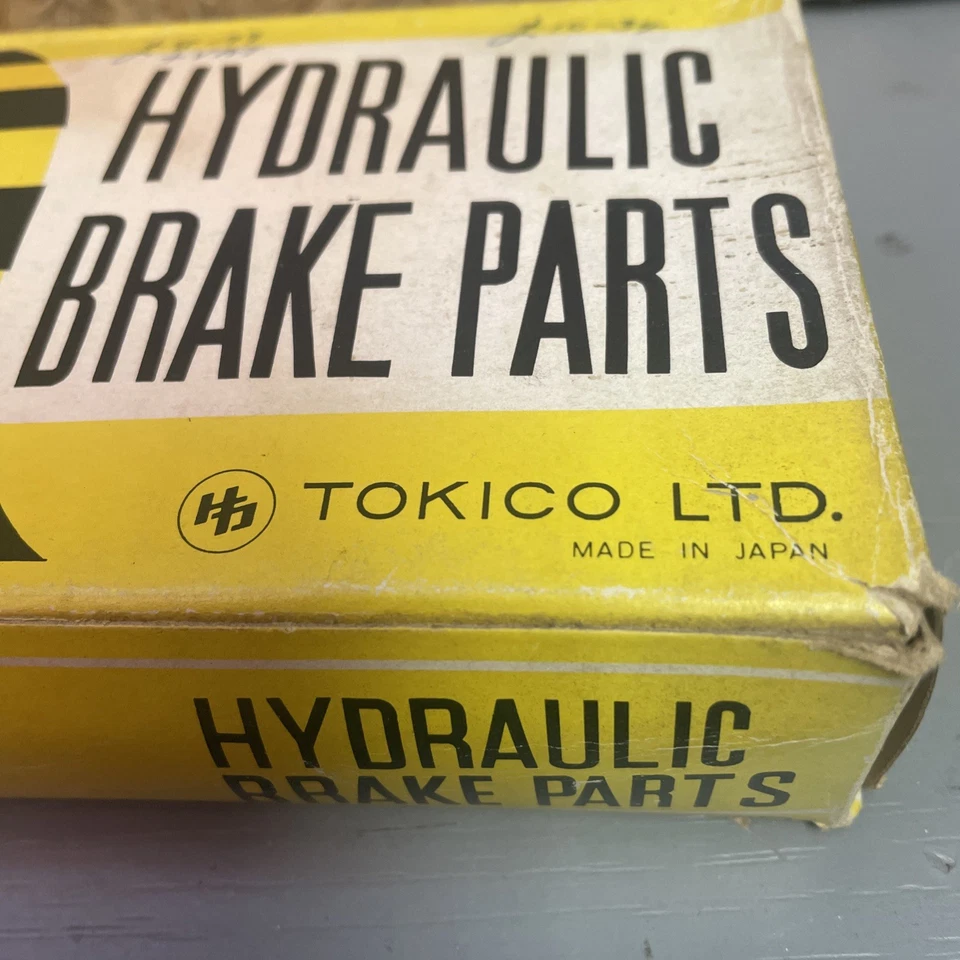 HYDRAULIC
BRAKE PARTS
TOKICO LTD.
MADE IN JAPAN
HYDRAULIC
BRAKE PARTS